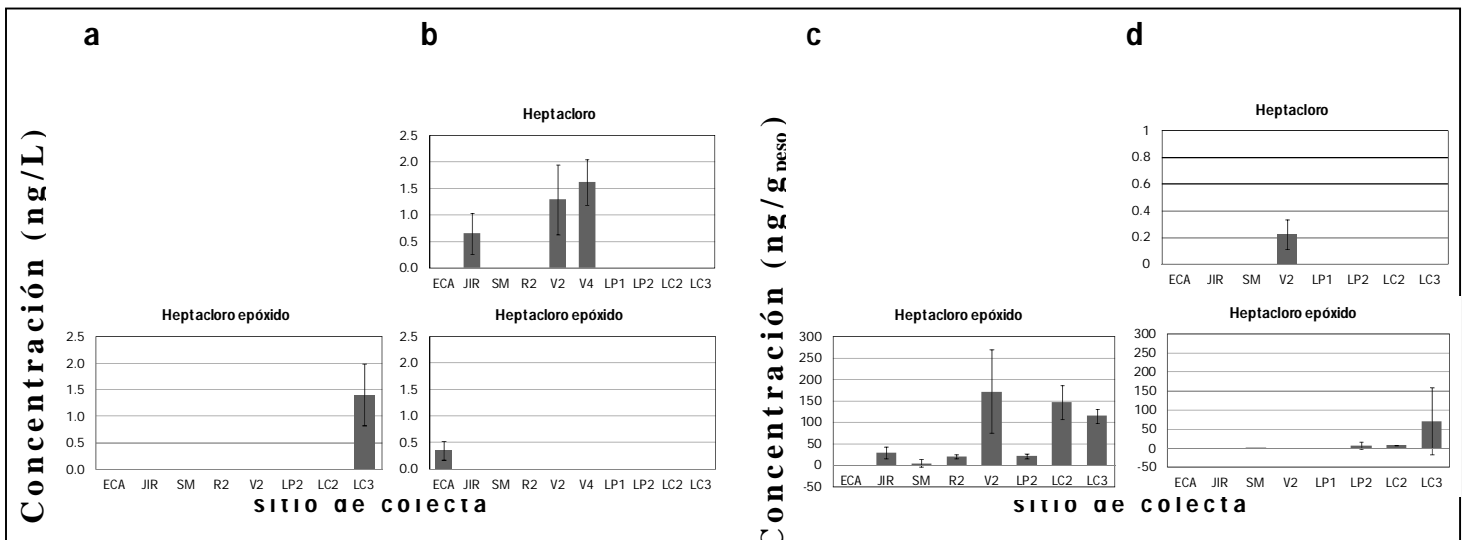 a b c d
Concentración (ng/L)
Heptacloro
2.5
2.0
1.5
1.0
0.5
0.0
ECA JIR SM R2 V2 V4 LP1 LP2 LC2 LC3
Heptacloro epóxido
2.5
2.0
1.5
1.0
0.5
0.0
ECA JIR SM R2 V2 LP2 LC2 LC3
Heptacloro epóxido
2.5
2.0
1.5
1.0
0.5
0.0
ECA JIR SM R2 V2 V4 LP1 LP2 LC2 LC3
sitio de colecta
Concentración (ng/g peso)
Heptacloro
1
0.8
0.6
0.4
0.2
0
ECA JIR SM V2 LP1 LP2 LC2 LC3
Heptacloro epóxido
300
250
200
150
100
50
0
-50
ECA JIR SM R2 V2 LP2 LC2 LC3
Heptacloro epóxido
300
250
200
150
100
50
0
-50
ECA JIR SM V2 LP1 LP2 LC2 LC3
sitio de colecta